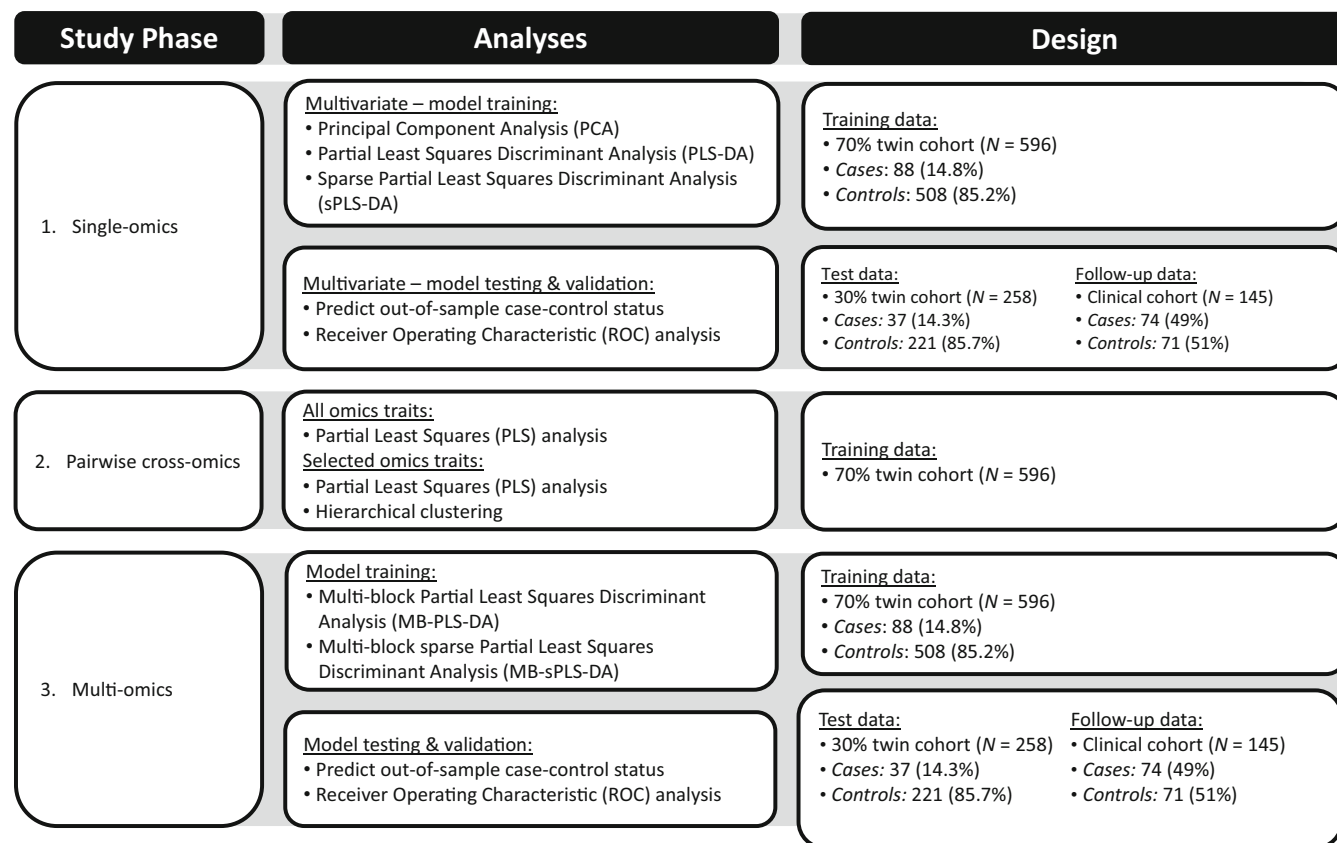 Study Phase
Analyses
Design
1. Single-omics
Multivariate – model training:
• Principal Component Analysis (PCA)
• Partial Least Squares Discriminant Analysis (PLS-DA)
• Sparse Partial Least Squares Discriminant Analysis
(sPLS-DA)
Training data:
• 70% twin cohort (N = 596)
• Cases: 88 (14.8%)
• Controls: 508 (85.2%)
Multivariate – model testing & validation:
• Predict out-of-sample case-control status
• Receiver Operating Characteristic (ROC) analysis
Test data:
• 30% twin cohort (N = 258)
• Cases: 37 (14.3%)
• Controls: 221 (85.7%)
Follow-up data:
• Clinical cohort (N = 145)
• Cases: 74 (49%)
• Controls: 71 (51%)
2. Pairwise cross-omics
All omics traits:
• Partial Least Squares (PLS) analysis
Selected omics traits:
• Partial Least Squares (PLS) analysis
• Hierarchical clustering
Training data:
• 70% twin cohort (N = 596)
3. Multi-omics
Model training:
• Multi-block Partial Least Squares Discriminant
Analysis (MB-PLS-DA)
• Multi-block sparse Partial Least Squares
Discriminant Analysis (MB-sPLS-DA)
Training data:
• 70% twin cohort (N = 596)
• Cases: 88 (14.8%)
• Controls: 508 (85.2%)
Model testing & validation:
• Predict out-of-sample case-control status
• Receiver Operating Characteristic (ROC) analysis
Test data:
• 30% twin cohort (N = 258)
• Cases: 37 (14.3%)
• Controls: 221 (85.7%)
Follow-up data:
• Clinical cohort (N = 145)
• Cases: 74 (49%)
• Controls: 71 (51%)